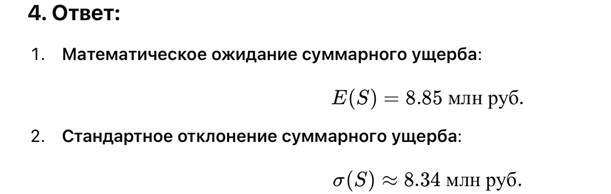 4. Ответ:
1. Математическое ожидание суммарного ущерба:
E(S) = 8.85 млн руб.
2. Стандартное отклонение суммарного ущерба:
σ(S) ≈ 8.34 млн руб.